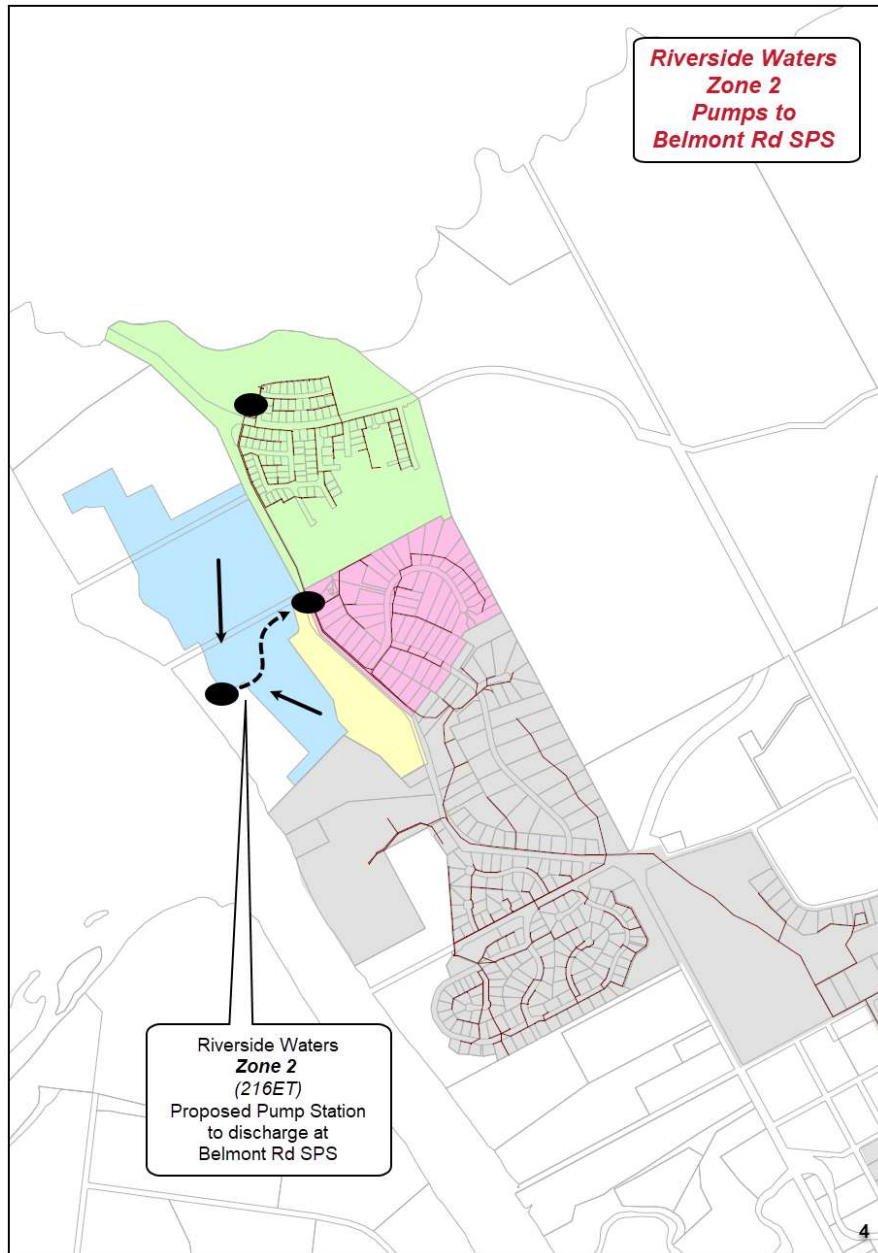 Riverside Waters
Zone 2
Pumps to
Belmont Rd SPS
Riverside Waters
Zone 2
(216ET)
Proposed Pump Station
to discharge at
Belmont Rd SPS
4